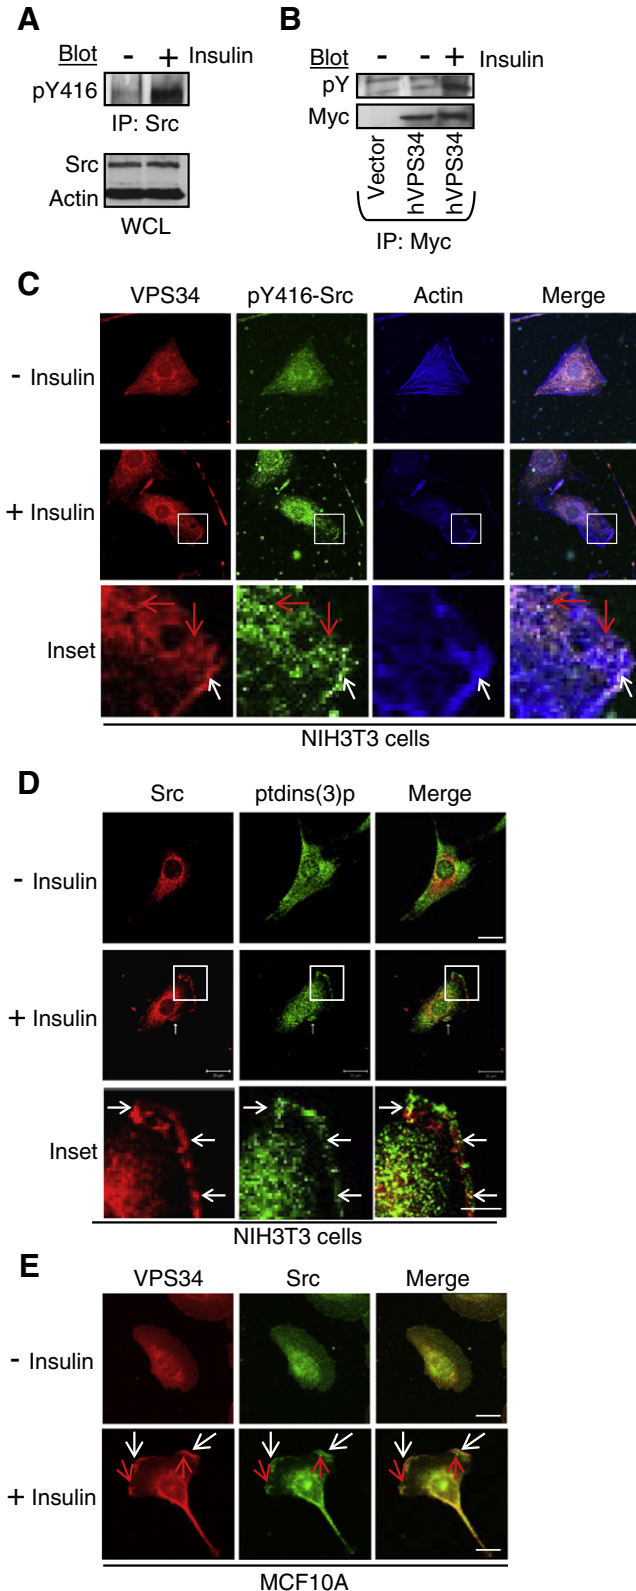 A
Blot - + Insulin
pY416
IP: Src
Src
Actin
WCL
B
Blot - - + Insulin
pY
Myc
Vector
hVPS34
hVPS34
IP: Myc
C
VPS34 pY416-Src Actin Merge
- Insulin
+ Insulin
Inset
NIH3T3 cells
D
Src ptdins(3)p Merge
- Insulin
+ Insulin
Inset
NIH3T3 cells
E
VPS34 Src Merge
- Insulin
+ Insulin
MCF10A